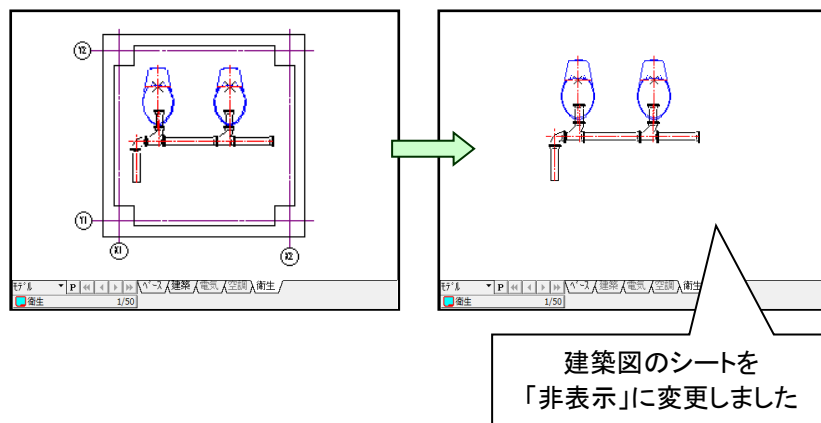 Y2
Y1
X1
X2
ﾓﾃﾞﾙ P ﾍﾞｰｽ 建築 電気 空調 衛生
衛生 1/50
ﾓﾃﾞﾙ P ﾍﾞｰｽ 建築 電気 空調 衛生
衛生 1/50
建築図のシートを
「非表示」に変更しました